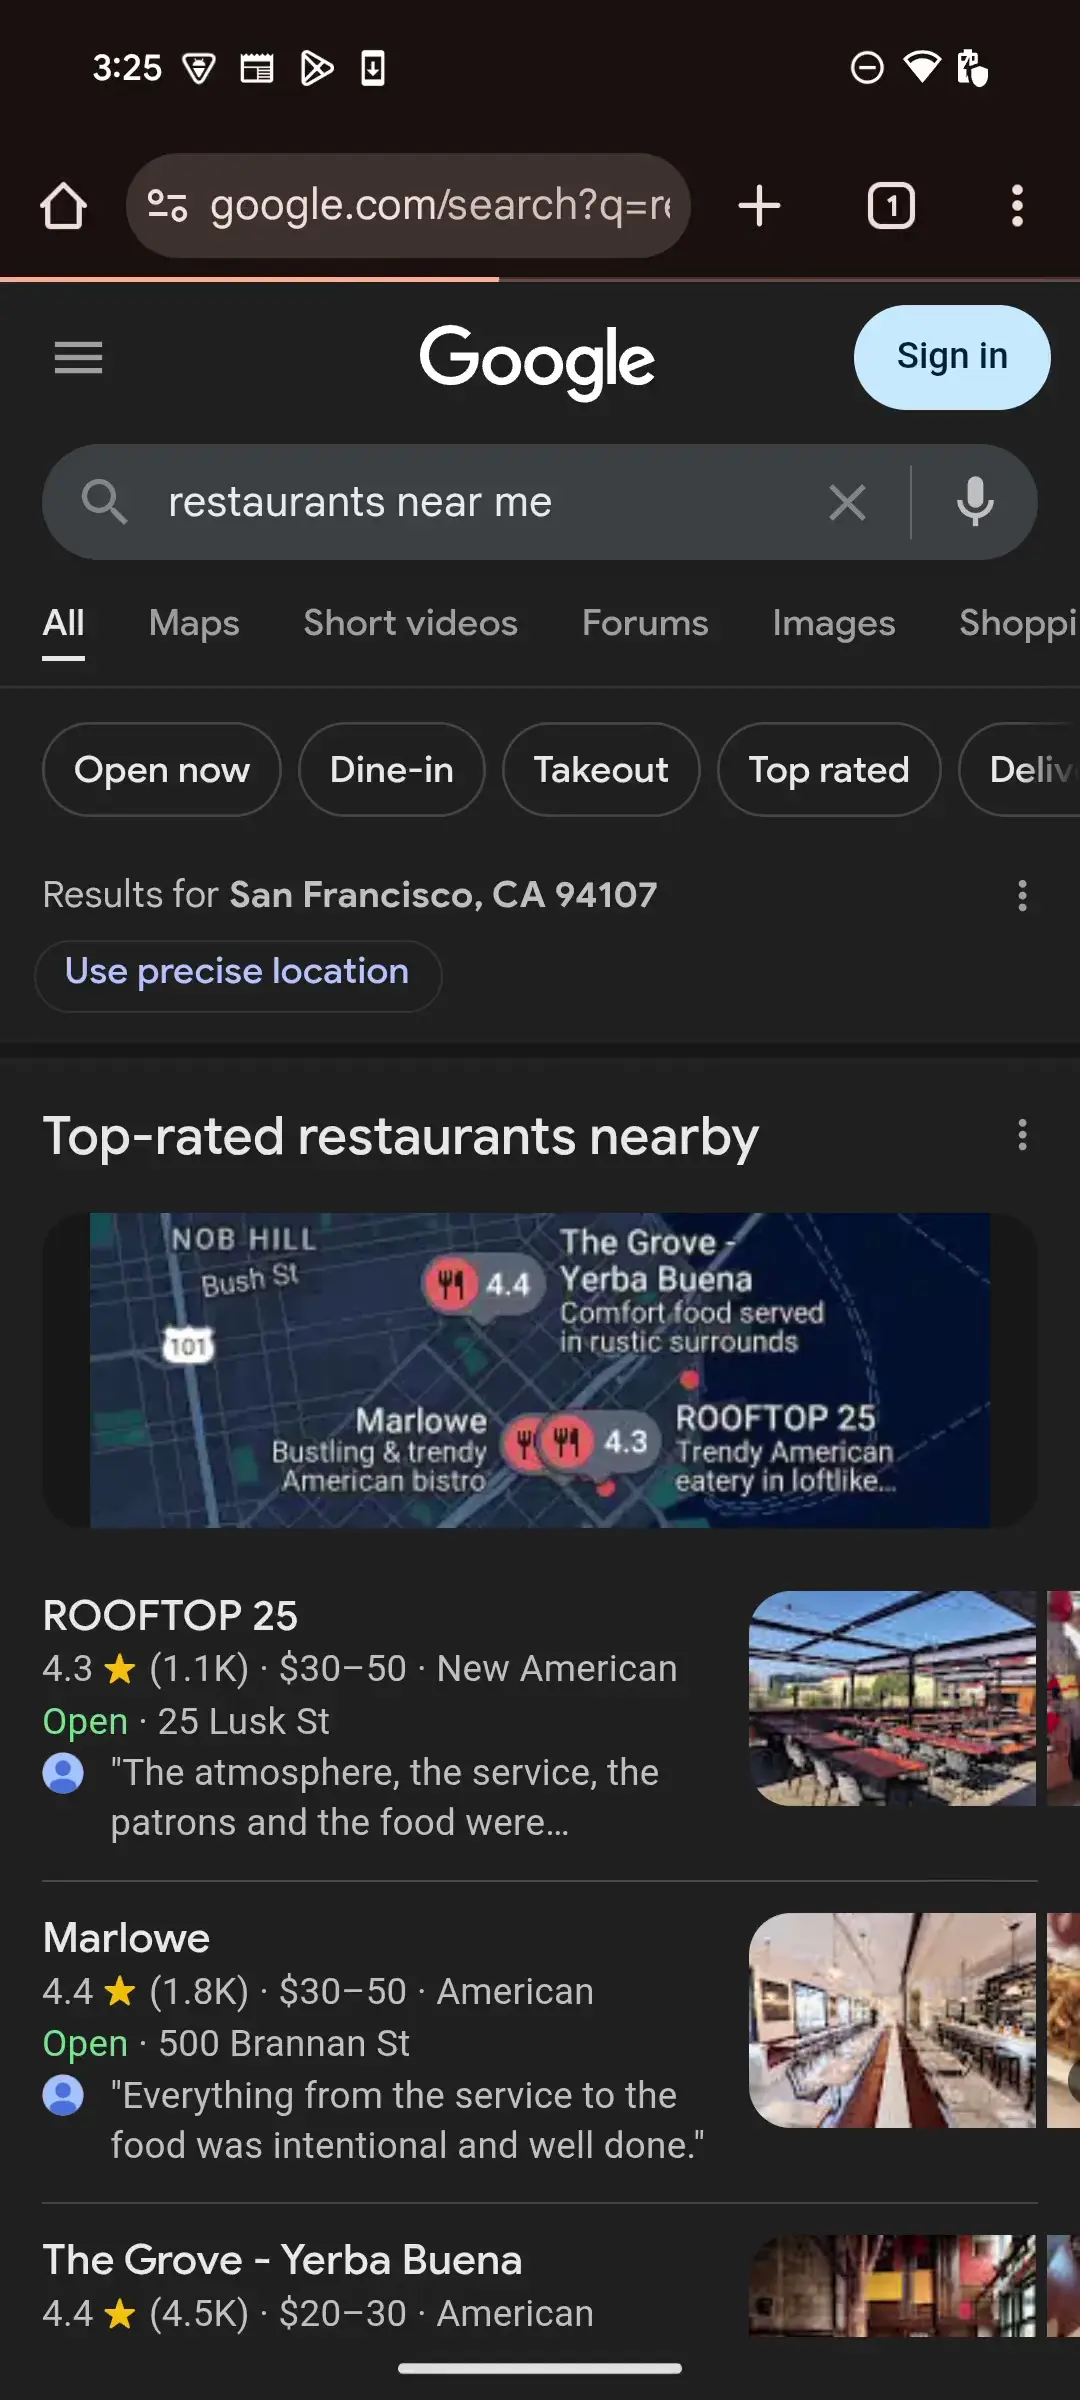 3:25
google.com/search?q=re
1
Google
Sign in
restaurants near me
All Maps Short videos Forums Images Shoppi
Open now Dine-in Takeout Top rated Deliv
Results for San Francisco, CA 94107
Use precise location
Top-rated restaurants nearby
NOB HILL
Bush St
101
4.4
The Grove -
Yerba Buena
Comfort food served
in rustic surrounds
Marlowe
Bustling & trendy
American bistro
4.3
ROOFTOP 25
Trendy American
eatery in loftlike...
ROOFTOP 25
4.3 ★ (1.1K) · $30–50 · New American
Open · 25 Lusk St
"The atmosphere, the service, the
patrons and the food were...
Marlowe
4.4 ★ (1.8K) · $30–50 · American
Open · 500 Brannan St
"Everything from the service to the
food was intentional and well done."
The Grove - Yerba Buena
4.4 ★ (4.5K) · $20–30 · American